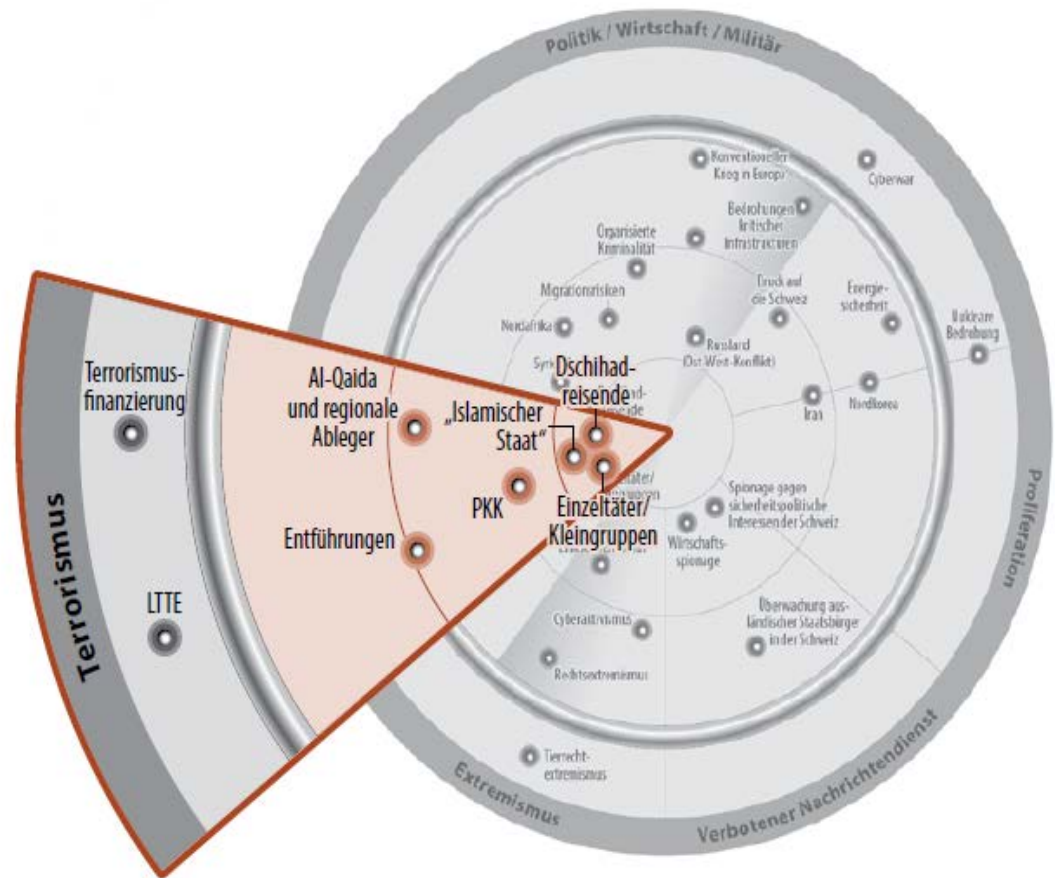 Politik / Wirtschaft / Militär
Konventioneller
Krieg in Europa
Cyberwar
Bedrohungen
kritischer
Infrastrukturen
Organisierte
Kriminalität
Migrationsrisiken
Druck auf
die Schweiz
Energie-
sicherheit
Nukleare
Bedrohung
Nordafrika
Russland
(Ost-West-Konflikt)
Iran
Nordkorea
Proliferation
Terrorismus-
finanzierung
Al-Qaida
und regionale
Ableger
„Islamischer
Staat“
Dschihad-
reisende
PKK
Einzeltäter/
Kleingruppen
Entführungen
LTTE
Terrorismus
Spionage gegen
sicherheitspolitische
Interessen der Schweiz
Wirtschafts-
spionage
Überwachung aus-
ländischer Staatsbürger
in der Schweiz
Cyberaktivismus
Rechtsextremismus
Tierrecht-
extremismus
Extremismus
Verbotener Nachrichtendienst